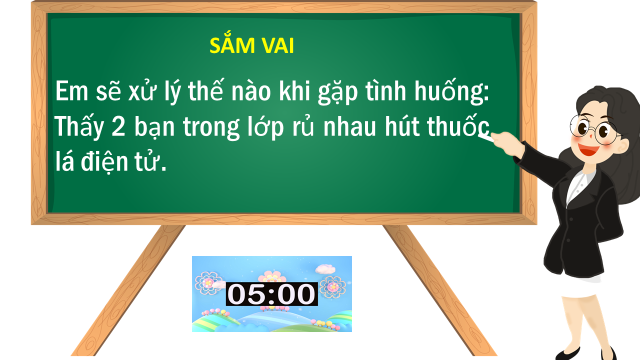 SẮM VAI
Em sẽ xử lý thế nào khi gặp tình huống:
Thấy 2 bạn trong lớp rủ nhau hút thuốc
lá điện tử.
05:00